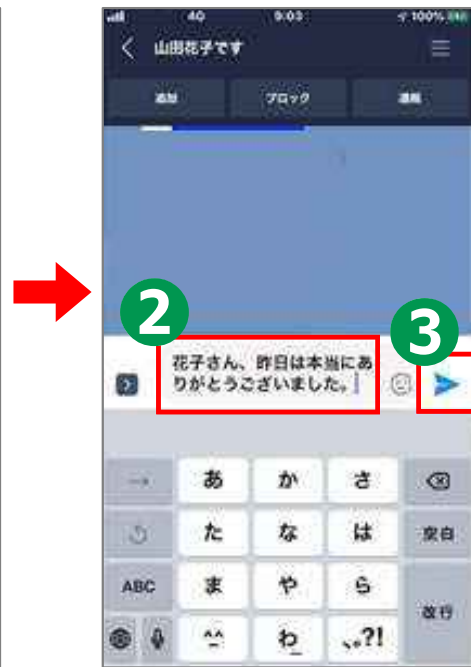 4G 9:03 100%
山田花子です
追加 ブロック 通報
2
3
花子さん、昨日は本当にあ
りがとうございました。
→ あ か さ
た な は 空白
ABC ま や ら
改行
^^ わ 、。?!